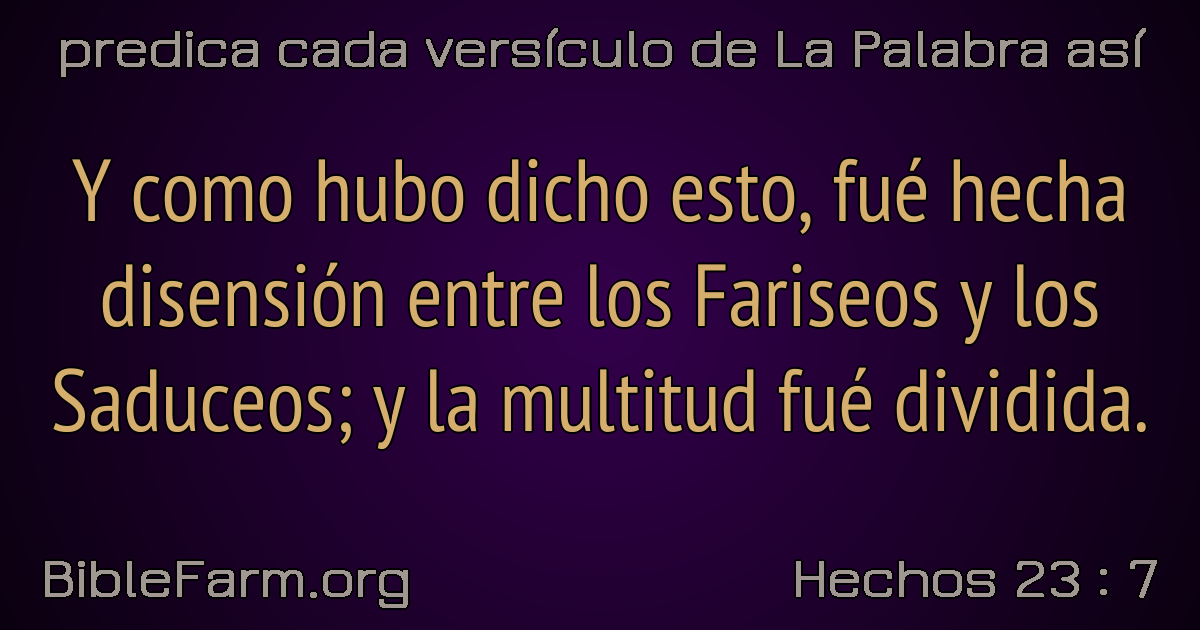 predica cada versículo de La Palabra así
Y como hubo dicho esto, fué hecha
disensión entre los Fariseos y los
Saduceos; y la multitud fué dividida.
BibleFarm.org
Hechos 23 : 7